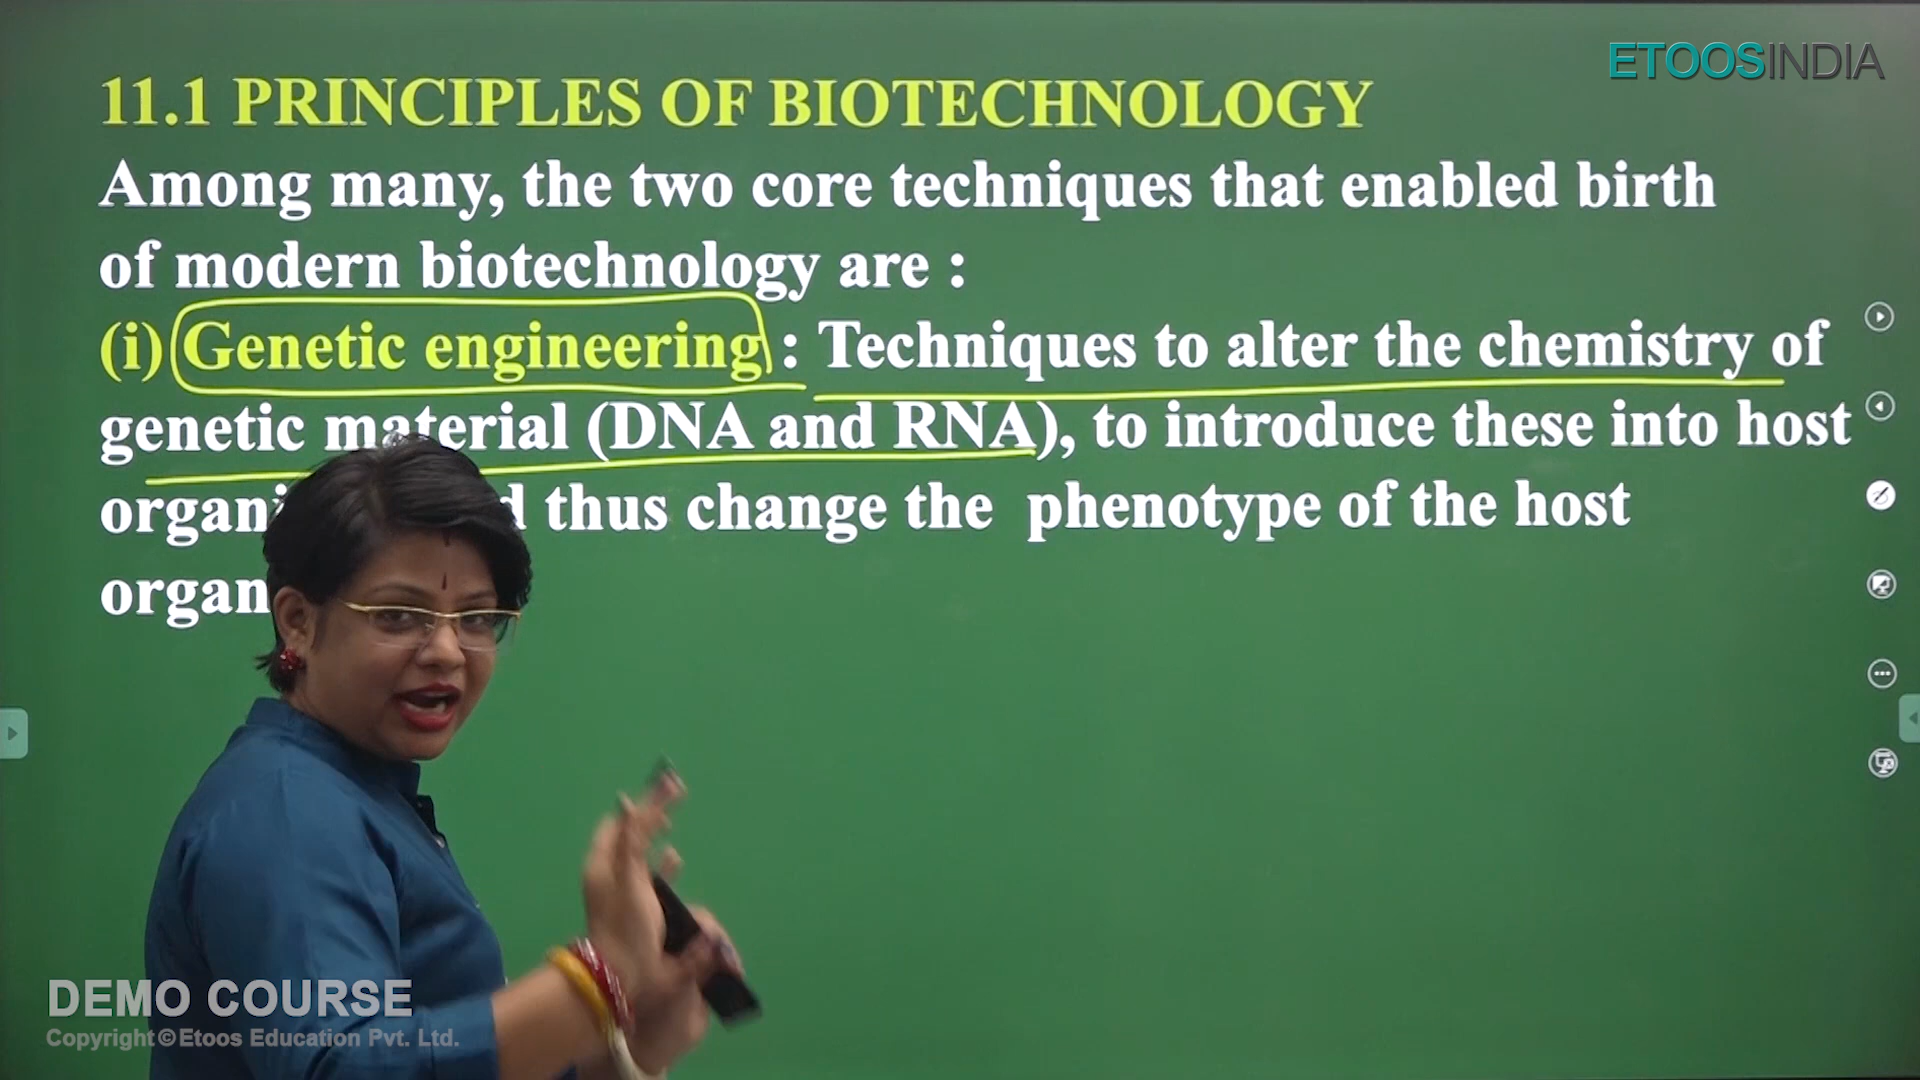 ETOOSINDIA
11.1 PRINCIPLES OF BIOTECHNOLOGY
Among many, the two core techniques that enabled birth
of modern biotechnology are :
(i) Genetic engineering : Techniques to alter the chemistry of
genetic material (DNA and RNA), to introduce these into host
thus change the phenotype of the host
DEMO COURSE
Copyright©Etoos Education Pvt. Ltd.